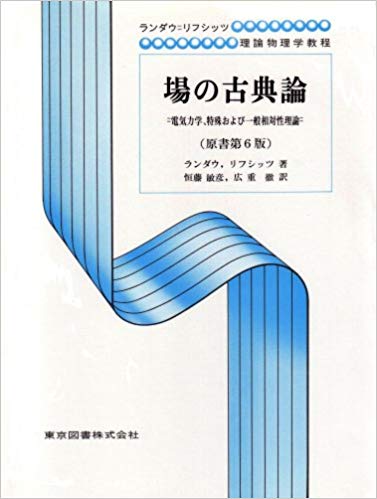 ランダウ=リフシッツ
理論物理学教程
場の古典論
=電気力学、特殊および一般相対性理論=
(原書第6版)
ランダウ, リフシッツ 著
恒藤 敏彦, 広重 徹 訳
東京図書株式会社